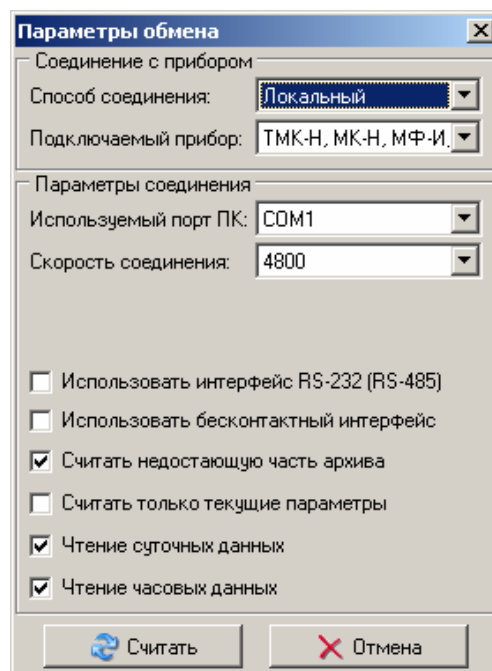 Параметры обмена
Соединение с прибором
Способ соединения: Локальный
Подключаемый прибор: ТМК-Н, МК-Н, МФ-И,
Параметры соединения
Используемый порт ПК: COM1
Скорость соединения: 4800
Использовать интерфейс RS-232 (RS-485)
Использовать бесконтактный интерфейс
Считать недостающую часть архива
Считать только текущие параметры
Чтение суточных данных
Чтение часовых данных
Считать Отмена